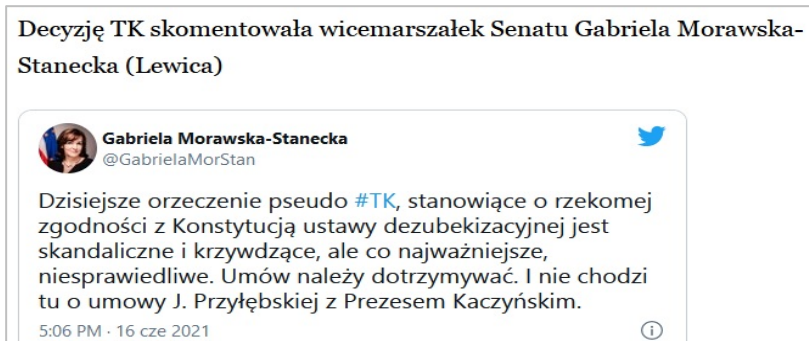 Decyzję TK skomentowała wicemarszałek Senatu Gabriela Morawska-
Stanecka (Lewica)
Gabriela Morawska-Stanecka
@GabrielaMorStan
Dzisiejsze orzeczenie pseudo #TK, stanowiące o rzekomej
zgodności z Konstytucją ustawy dezubekizacyjnej jest
skandaliczne i krzywdzące, ale co najważniejsze,
niesprawiedliwe. Umów należy dotrzymywać. I nie chodzi
tu o umowy J. Przyłębskiej z Prezesem Kaczyńskim.
5:06 PM · 16 cze 2021